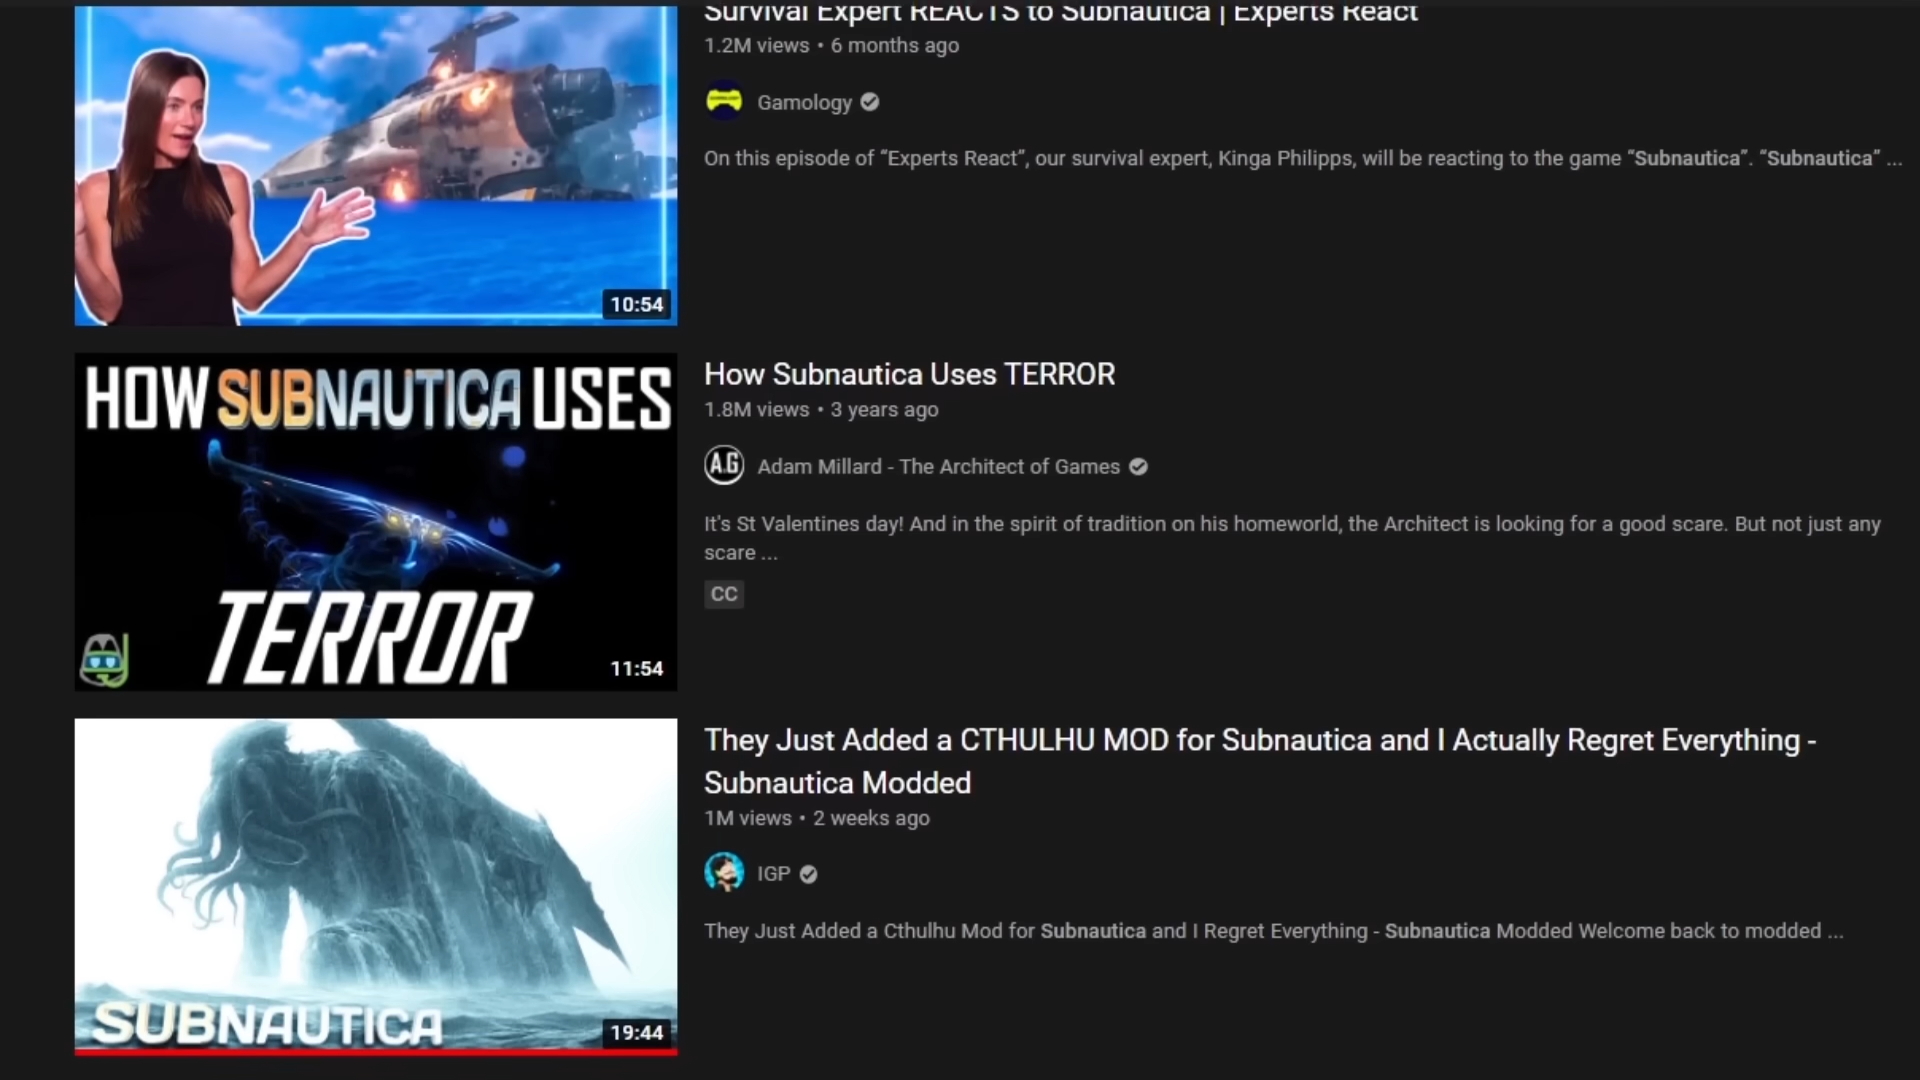 Survival Expert REACTS to Subnautica | Experts React
1.2M views • 6 months ago
Gamology
On this episode of “Experts React”, our survival expert, Kinga Philipps, will be reacting to the game “Subnautica”. “Subnautica” ...
10:54
HOW SUBNAUTICA USES
TERROR
11:54
How Subnautica Uses TERROR
1.8M views • 3 years ago
A.G
Adam Millard - The Architect of Games
It's St Valentines day! And in the spirit of tradition on his homeworld, the Architect is looking for a good scare. But not just any
scare ...
CC
They Just Added a CTHULHU MOD for Subnautica and I Actually Regret Everything -
Subnautica Modded
1M views • 2 weeks ago
IGP
They Just Added a Cthulhu Mod for Subnautica and I Regret Everything - Subnautica Modded Welcome back to modded ...
SUBNAUTICA
19:44